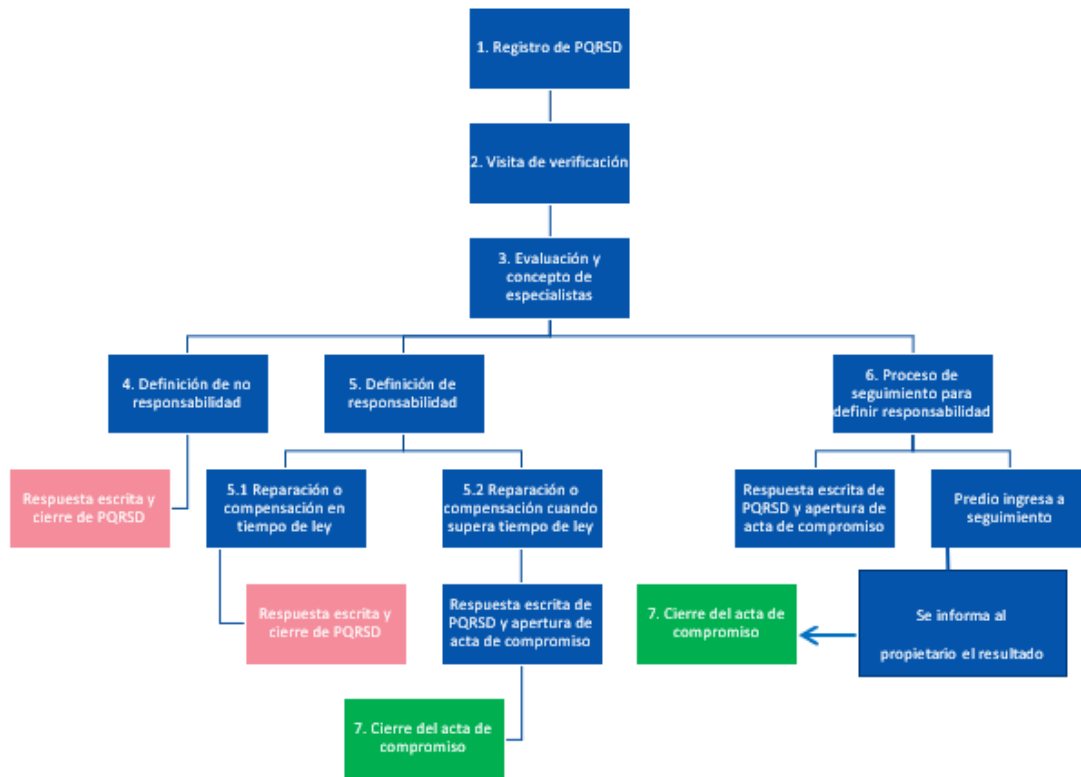 1. Registro de PQRSD
2. Visita de verificación
3. Evaluación y
concepto de
especialistas
4. Definición de no
responsabilidad
5. Definición de
responsabilidad
6. Proceso de
seguimiento para
definir responsabilidad
Respuesta escrita y
cierre de PQRSD
5.1 Reparación o
compensación en
tiempo de ley
5.2 Reparación o
compensación cuando
supera tiempo de ley
Respuesta escrita de
PQRSD y apertura de
acta de compromiso
Predio ingresa a
seguimiento
Respuesta escrita y
cierre de PQRSD
Respuesta escrita de
PQRSD y apertura de
acta de compromiso
7. Cierre del acta de
compromiso
Se informa al
propietario el resultado
7. Cierre del acta de
compromiso